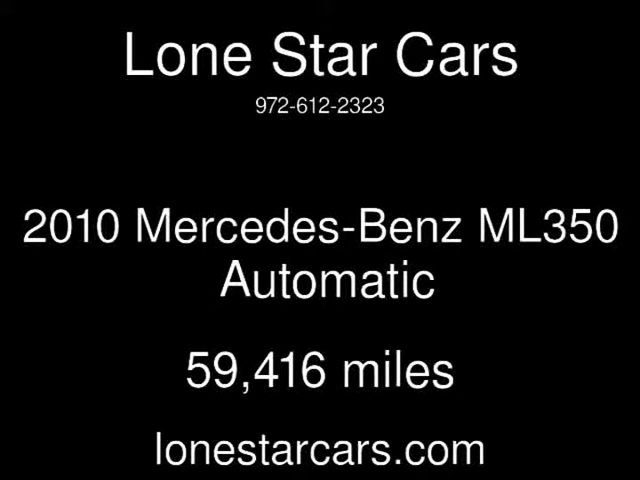 Lone Star Cars
972-612-2323
2010 Mercedes-Benz ML350
Automatic
59,416 miles
lonestarcars.com